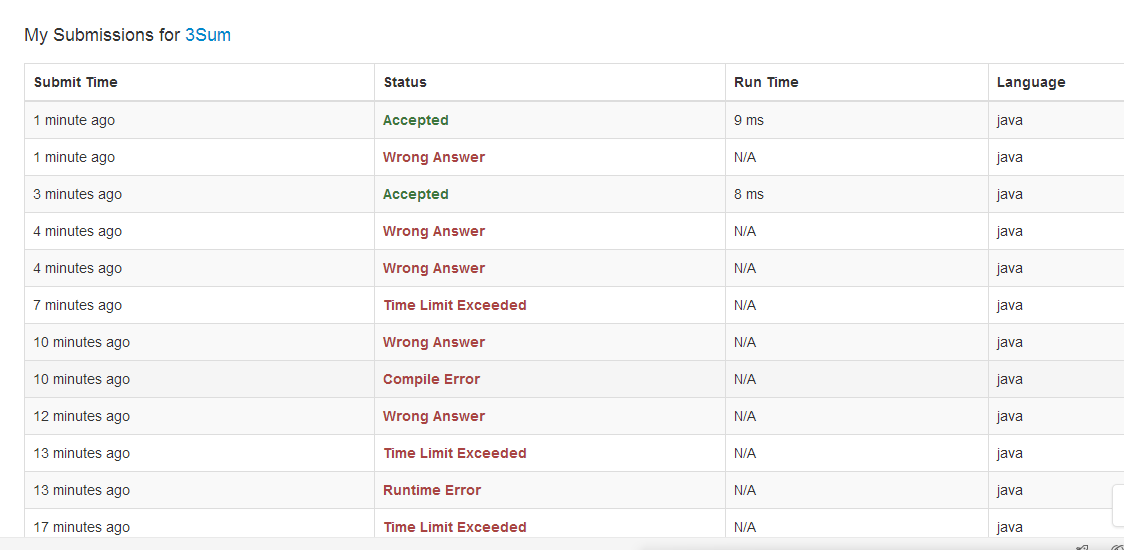 My Submissions for 3Sum
Submit Time Status Run Time Language
1 minute ago Accepted 9 ms java
1 minute ago Wrong Answer N/A java
3 minutes ago Accepted 8 ms java
4 minutes ago Wrong Answer N/A java
4 minutes ago Wrong Answer N/A java
7 minutes ago Time Limit Exceeded N/A java
10 minutes ago Wrong Answer N/A java
10 minutes ago Compile Error N/A java
12 minutes ago Wrong Answer N/A java
13 minutes ago Time Limit Exceeded N/A java
13 minutes ago Runtime Error N/A java
17 minutes ago Time Limit Exceeded N/A java